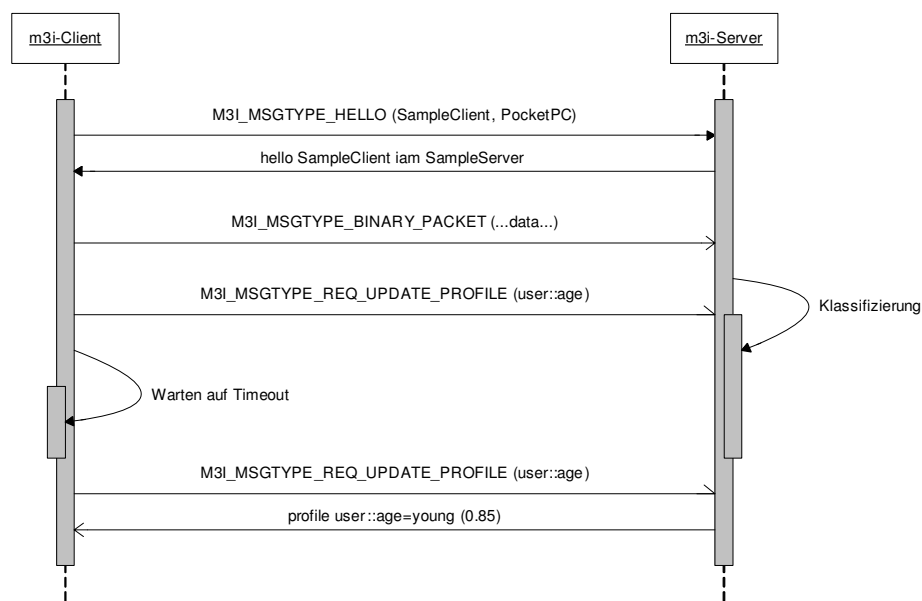 m3i-Client
m3i-Server
M3I_MSGTYPE_HELLO (SampleClient, PocketPC)
hello SampleClient iam SampleServer
M3I_MSGTYPE_BINARY_PACKET (...data...)
M3I_MSGTYPE_REQ_UPDATE_PROFILE (user::age)
Klassifizierung
Warten auf Timeout
M3I_MSGTYPE_REQ_UPDATE_PROFILE (user::age)
profile user::age=young (0.85)